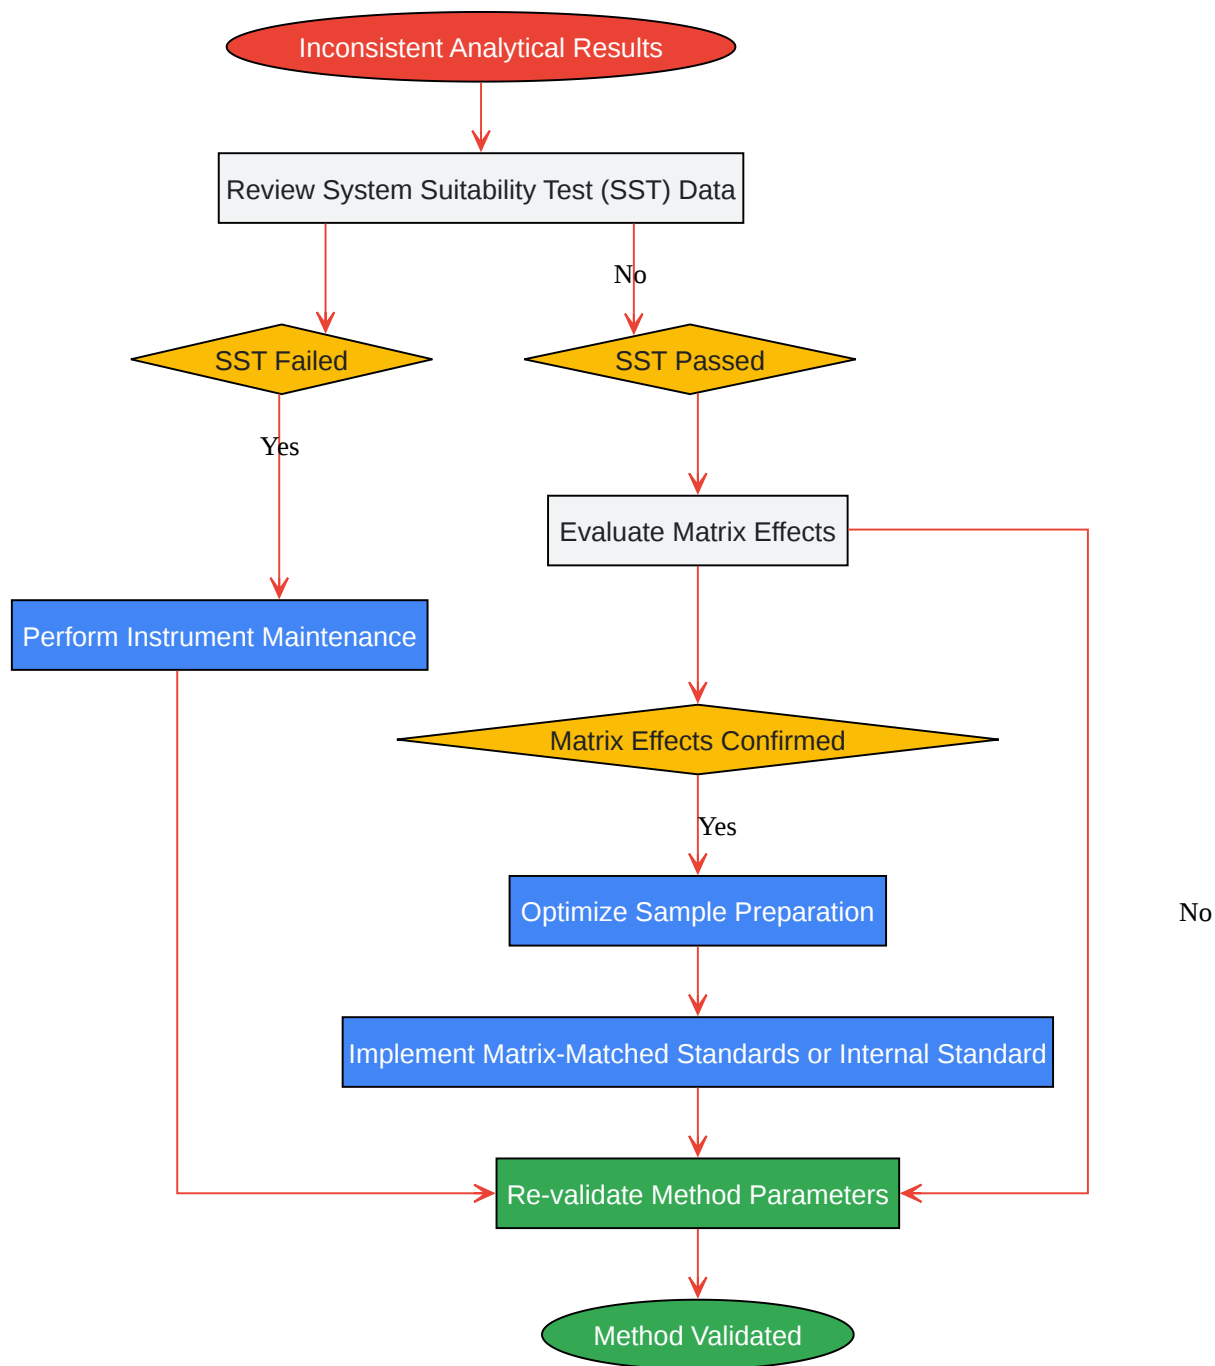 Inconsistent Analytical Results
Review System Suitability Test (SST) Data
No
SST Failed
SST Passed
Yes
Evaluate Matrix Effects
Perform Instrument Maintenance
Matrix Effects Confirmed
Yes
Optimize Sample Preparation
No
Implement Matrix-Matched Standards or Internal Standard
Re-validate Method Parameters
Method Validated